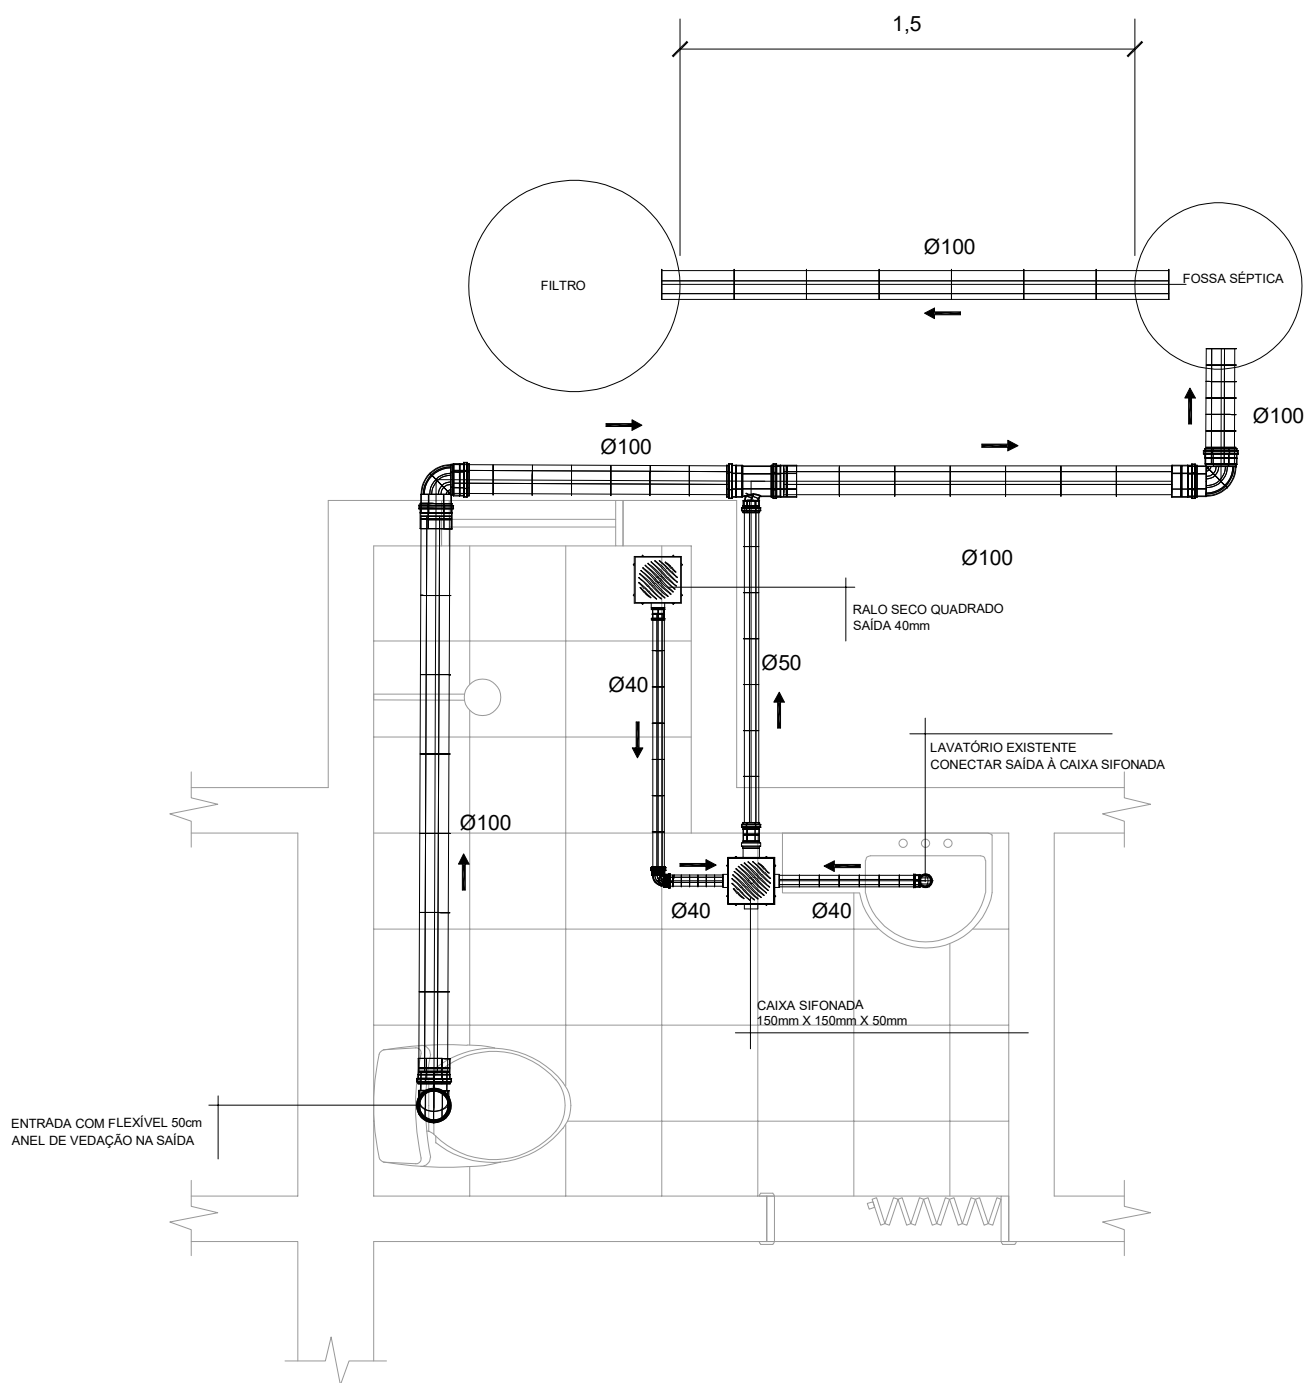 1,5
Ø100
FILTRO
FOSSA SÉPTICA
Ø100
Ø100
Ø100
RALO SECO QUADRADO
SAÍDA 40mm
Ø50
Ø40
LAVATÓRIO EXISTENTE
CONECTAR SAÍDA À CAIXA SIFONADA
Ø100
Ø40
Ø40
CAIXA SIFONADA
150mm X 150mm X 50mm
ENTRADA COM FLEXÍVEL 50cm
ANEL DE VEDAÇÃO NA SAÍDA